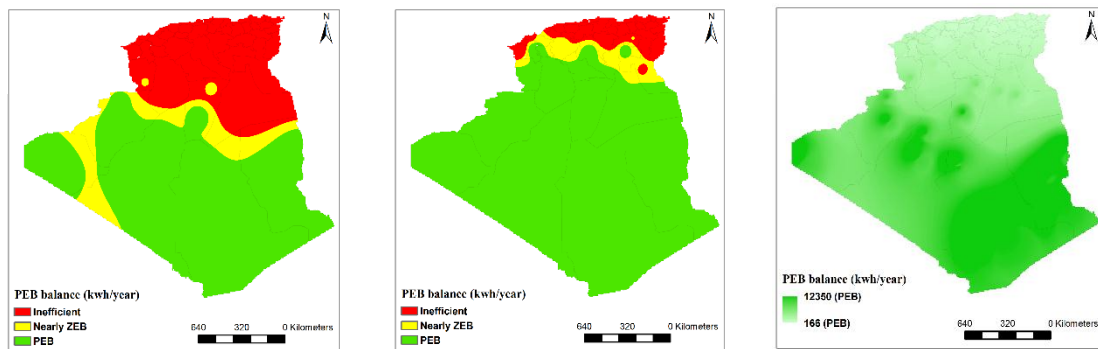 N
PEB balance (kwh/year)
Inefficient
Nearly ZEB
PEB
640 320 0 Kilometers
N
PEB balance (kwh/year)
Inefficient
Nearly ZEB
PEB
640 320 0 Kilometers
N
PEB balance (kwh/year)
12350 (PEB)
166 (PEB)
640 320 0 Kilometers